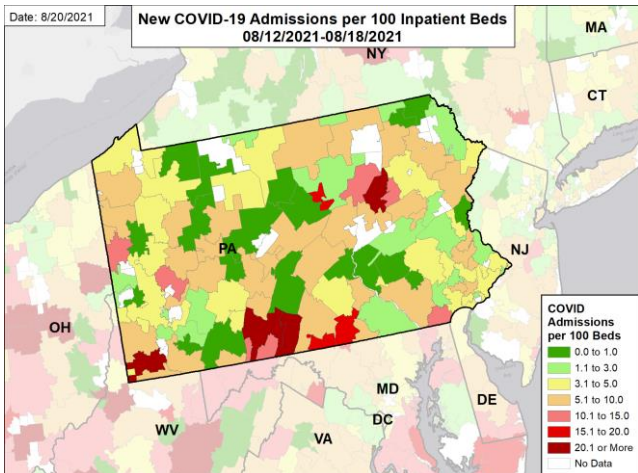 Date: 8/20/2021
New COVID-19 Admissions per 100 Inpatient Beds
08/12/2021-08/18/2021
NY
MA
CT
PA
NJ
OH
MD
DE
DC
WV
VA
COVID
Admissions
per 100 Beds
0.0 to 1.0
1.1 to 3.0
3.1 to 5.0
5.1 to 10.0
10.1 to 15.0
15.1 to 20.0
20.1 or More
No Data